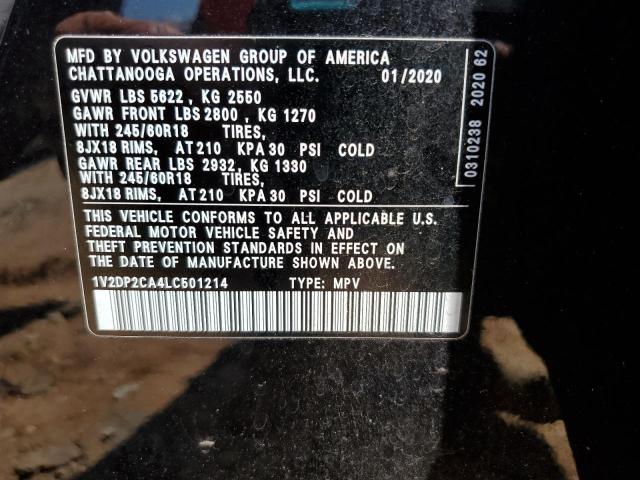 MFD BY VOLKSWAGEN GROUP OF AMERICA
CHATTANOOGA OPERATIONS, LLC. 01/2020
GVWR LBS 5622 , KG 2550
GAWR FRONT LBS 2800 , KG 1270
WITH 245/60R18 TIRES,
8JX18 RIMS, AT 210 KPA 30 PSI COLD
GAWR REAR LBS 2932, KG 1330
WITH 245/60R18 TIRES,
8JX18 RIMS, AT 210 KPA 30 PSI COLD
THIS VEHICLE CONFORMS TO ALL APPLICABLE U.S.
FEDERAL MOTOR VEHICLE SAFETY AND
THEFT PREVENTION STANDARDS IN EFFECT ON
THE DATE OF MANUFACTURE SHOWN ABOVE.
1V2DP2CA4LC501214 TYPE: MPV
0310238 2020 62